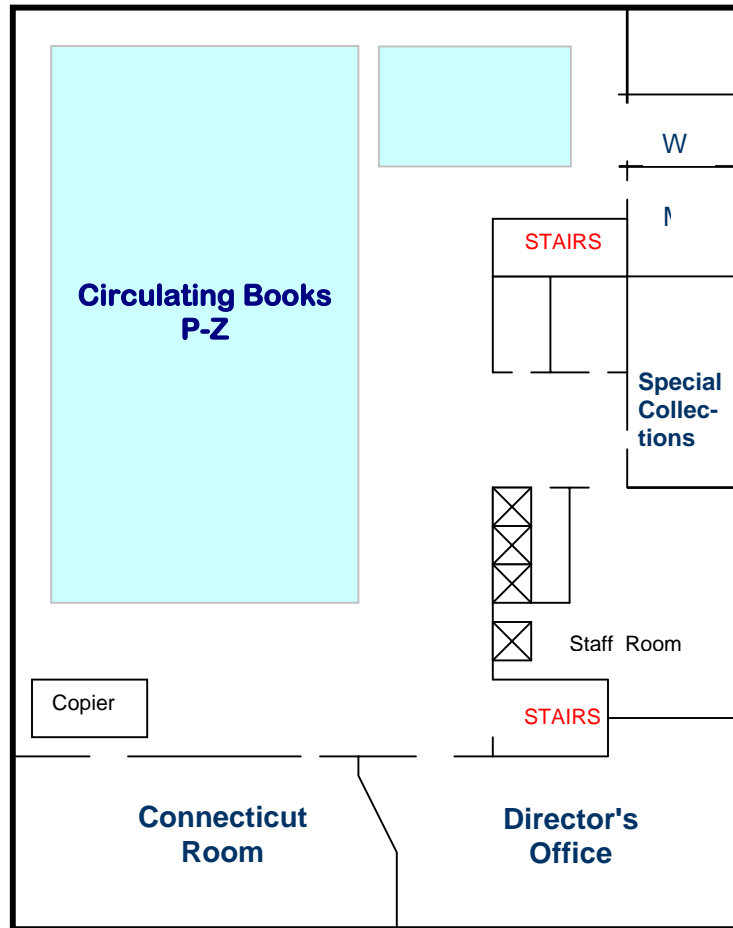 W
STAIRS
Circulating Books
P-Z
Special
Collec-
tions
Staff Room
Copier
STAIRS
Connecticut
Room
Director's
Office